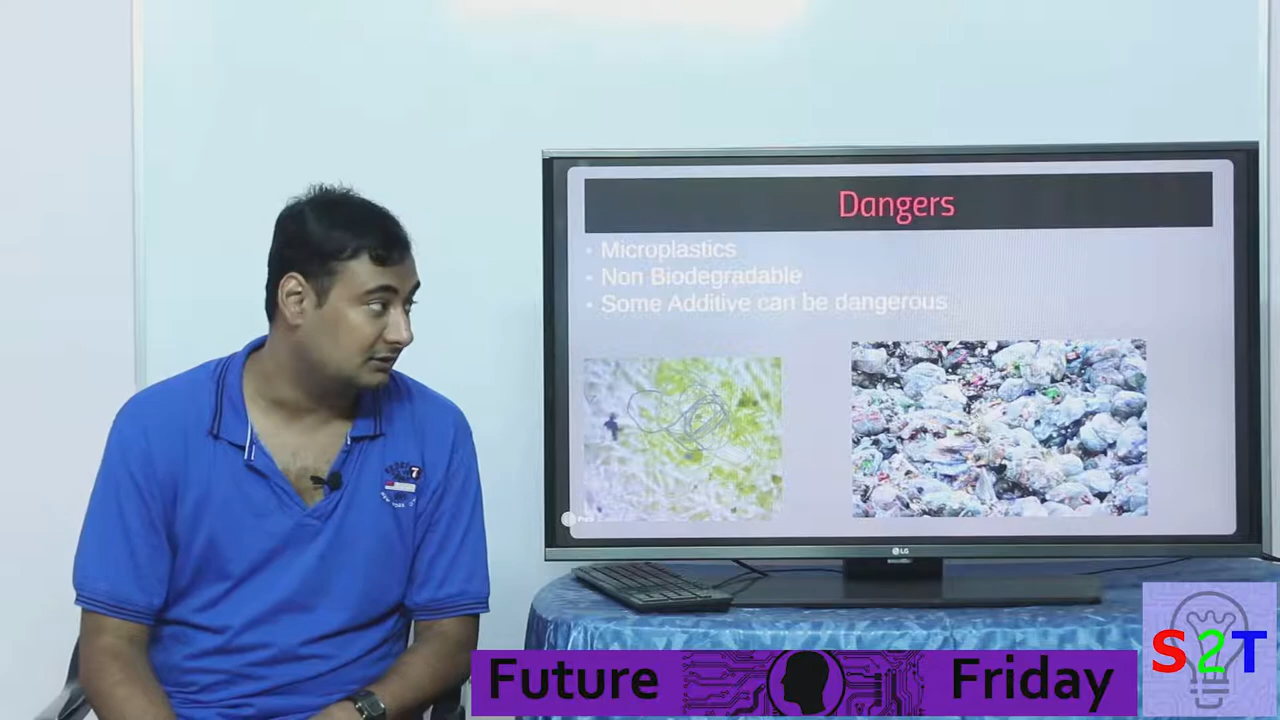 Dangers
• Microplastics
• Non Biodegradable
• Some Additive can be dangerous
LG
Future Friday
S2T